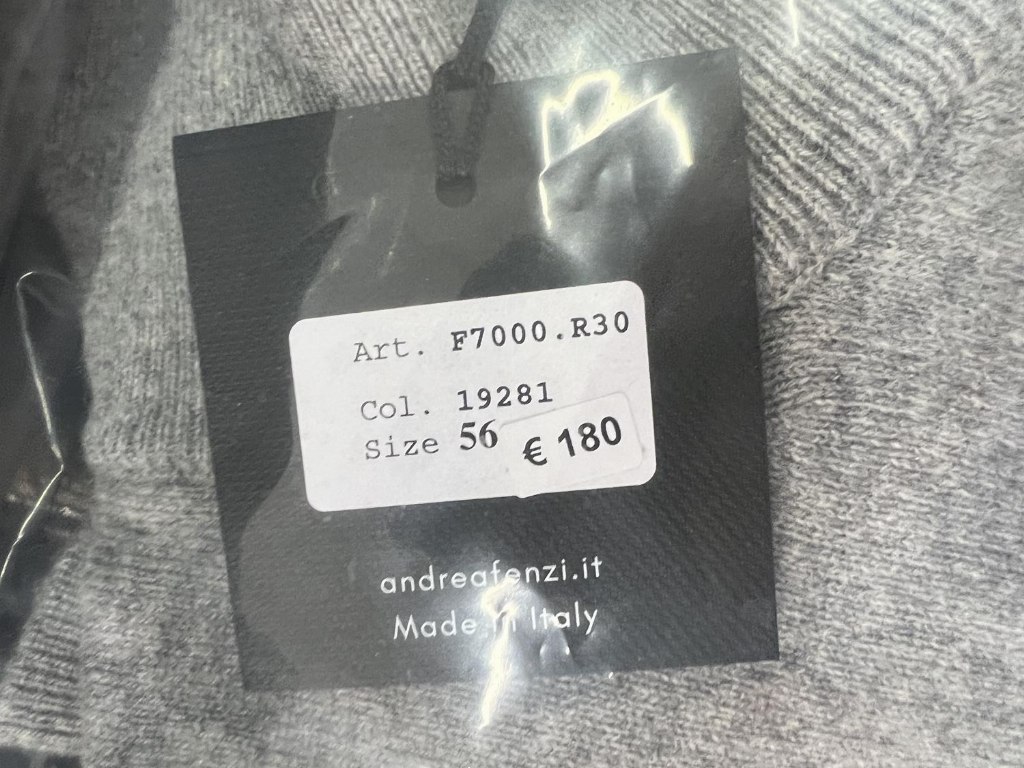 Art. F7000.R30
Col. 19281
Size 56
€ 180
andreafenzi.it
Made in Italy